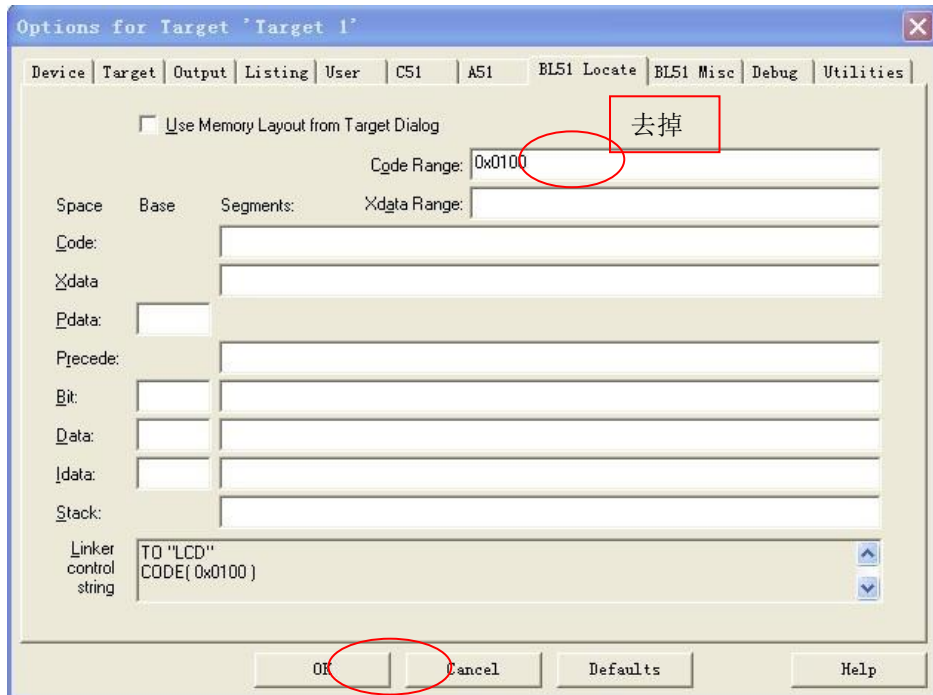 Options for Target 'Target 1'
Device Target Output Listing User C51 A51 BL51 Locate BL51 Misc Debug Utilities
Use Memory Layout from Target Dialog
去掉
Code Range: 0x0100
Space Base Segments: Xdata Range:
Code:
Xdata
Pdata:
Precede:
Bit:
Data:
Idata:
Stack:
Linker control string
TO "LCD"
CODE( 0x0100 )
OK Cancel Defaults Help